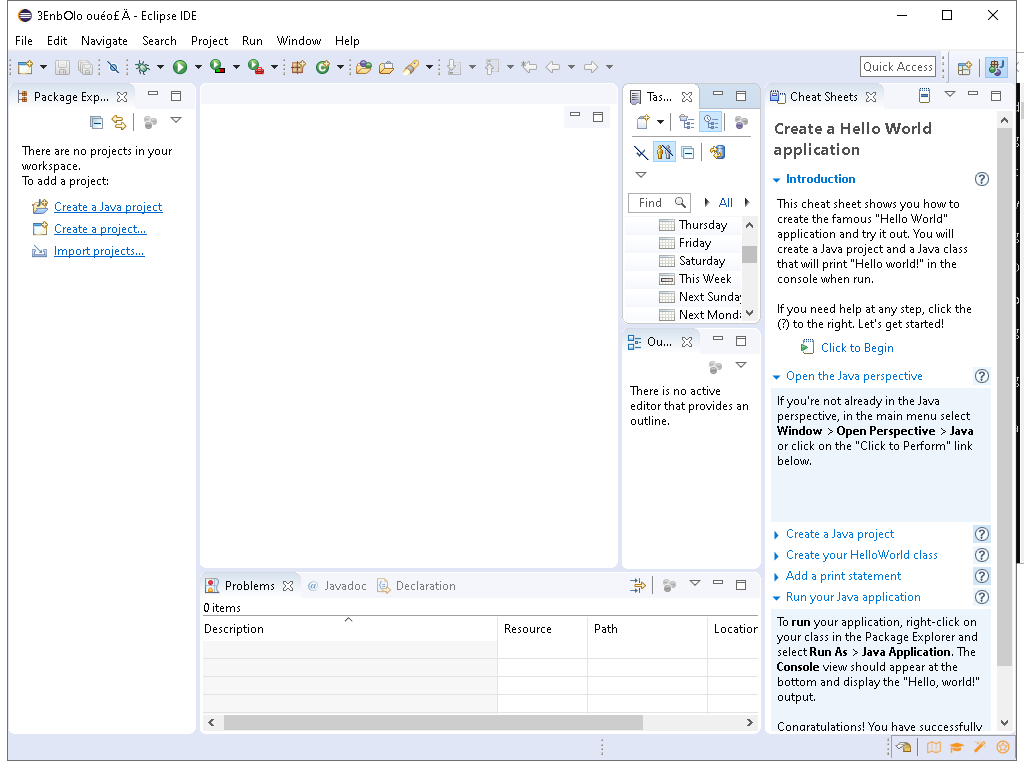 3EnbOlo ouéo£Ä - Eclipse IDE
File Edit Navigate Search Project Run Window Help
Quick Access
Package Exp...
There are no projects in your
workspace.
To add a project:
Create a Java project
Create a project...
Import projects...
Tas...
Find
All
Thursday
Friday
Saturday
This Week
Next Sunday
Next Monda
Ou...
There is no active
editor that provides an
outline.
Problems
@ Javadoc
Declaration
0 items
Description Resource Path Location
Cheat Sheets
Create a Hello World
application
Introduction
This cheat sheet shows you how to
create the famous "Hello World"
application and try it out. You will
create a Java project and a Java class
that will print "Hello world!" in the
console when run.
If you need help at any step, click the
(?) to the right. Let's get started!
Click to Begin
Open the Java perspective
If you're not already in the Java
perspective, in the main menu select
Window > Open Perspective > Java
or click on the "Click to Perform" link
below.
Create a Java project
Create your HelloWorld class
Add a print statement
Run your Java application
To run your application, right-click on
your class in the Package Explorer and
select Run As > Java Application. The
Console view should appear at the
bottom and display the "Hello, world!"
output.
Congratulations! You have successfully